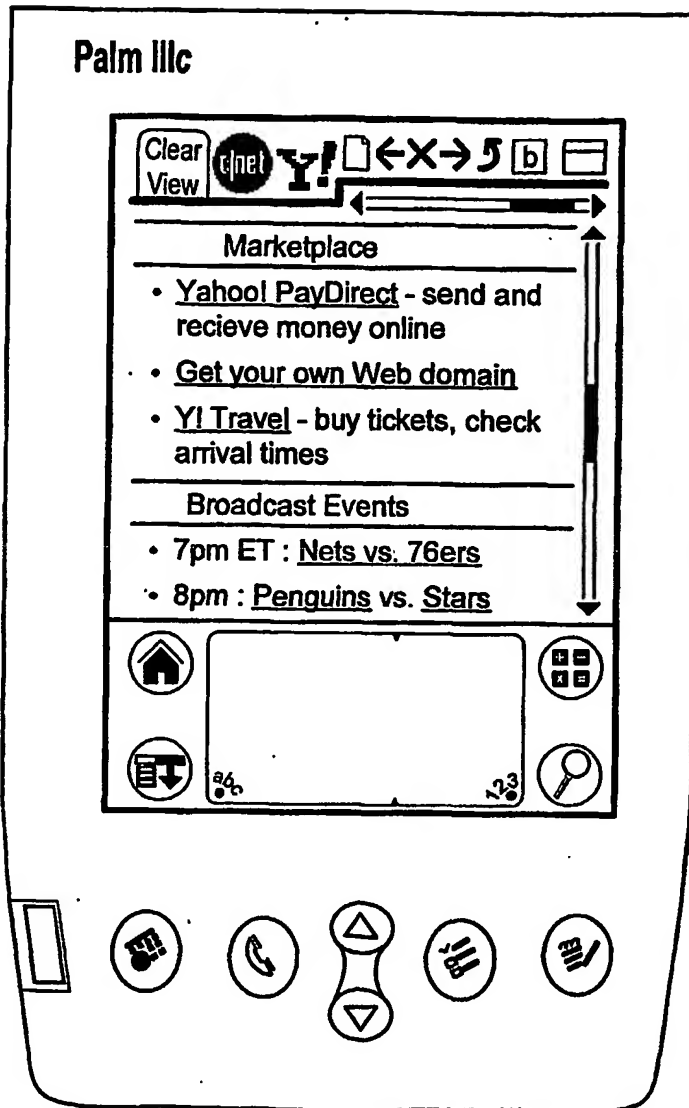 Palm IIIc
Clear
View
c|net
Y!
b
Marketplace
• Yahoo! PayDirect - send and
recieve money online
• Get your own Web domain
• Y! Travel - buy tickets, check
arrival times
Broadcast Events
• 7pm ET : Nets vs. 76ers
• 8pm : Penguins vs. Stars
abc
123